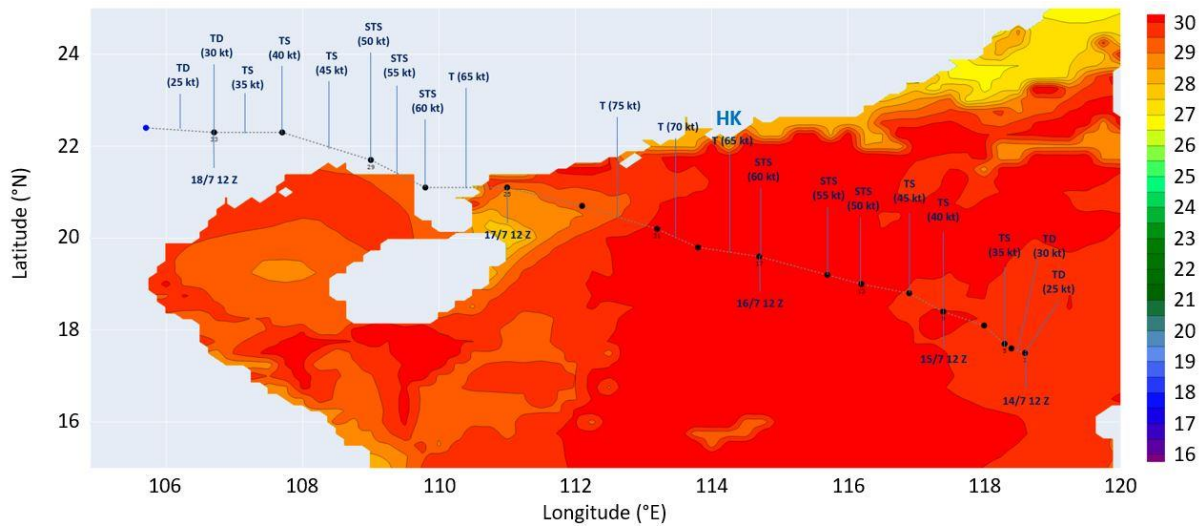 STS
(50 kt)
TD
(30 kt)
TS
(40 kt)
TS
(45 kt)
STS
(55 kt)
TD
(25 kt)
TS
(35 kt)
T (65 kt)
STS
(60 kt)
T (75 kt)
HK
T (70 kt)
T (65 kt)
STS
(60 kt)
STS
(55 kt)
STS
(50 kt)
TS
(45 kt)
TS
(40 kt)
TS
(35 kt)
TD
(30 kt)
TD
(25 kt)
18/7 12 Z
17/7 12 Z
16/7 12 Z
15/7 12 Z
14/7 12 Z
33
29
25
24
22
20
18
16
Latitude (°N)
106
108
110
112
114
116
118
120
Longitude (°E)
30
29
28
27
26
25
24
23
22
21
20
19
18
17
16